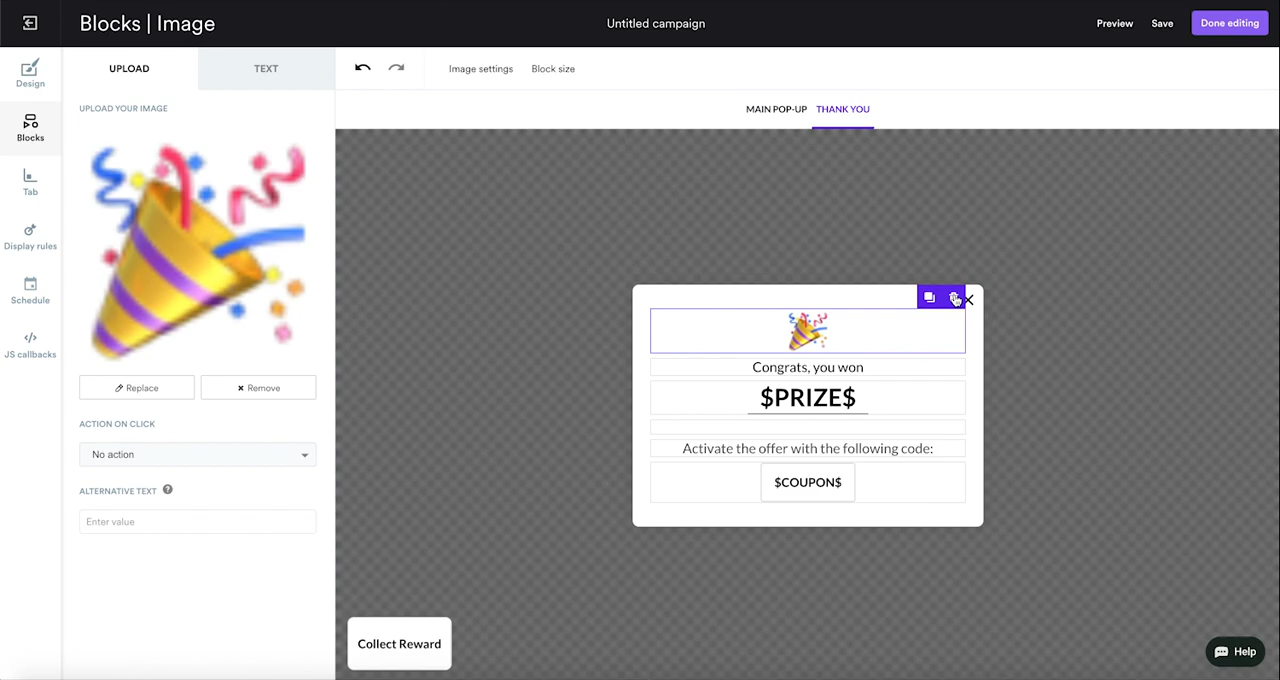 Blocks | Image
Untitled campaign
Preview
Save
Done editing
Design
Blocks
Tab
Display rules
Schedule
JS callbacks
UPLOAD
TEXT
UPLOAD YOUR IMAGE
Replace
Remove
ACTION ON CLICK
No action
ALTERNATIVE TEXT
Enter value
Image settings
Block size
MAIN POP-UP
THANK YOU
Congrats, you won
$PRIZE$
Activate the offer with the following code:
$COUPON$
Collect Reward
Help